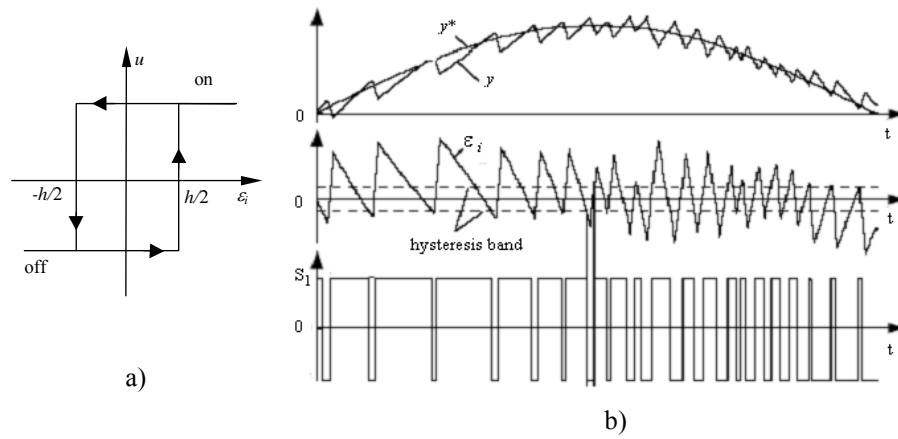 u
on
-h/2
h/2
εᵢ
off
a)
y*
y
0
t
εᵢ
0
t
hysteresis band
S₁
0
t
b)